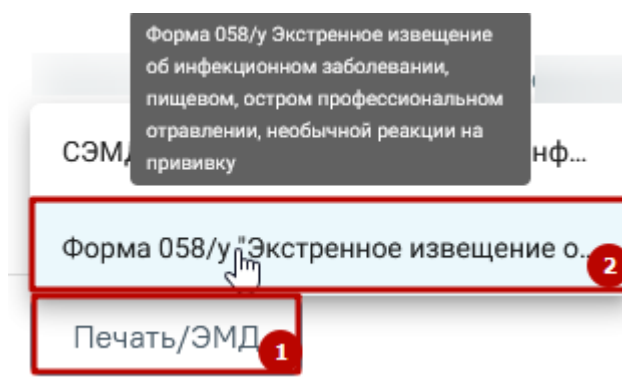 Форма 058/у Экстренное извещение
об инфекционном заболевании,
пищевом, остром профессиональном
отравлении, необычной реакции на
прививку
СЭМД нф...
Форма 058/у "Экстренное извещение о...
2
Печать/ЭМД
1